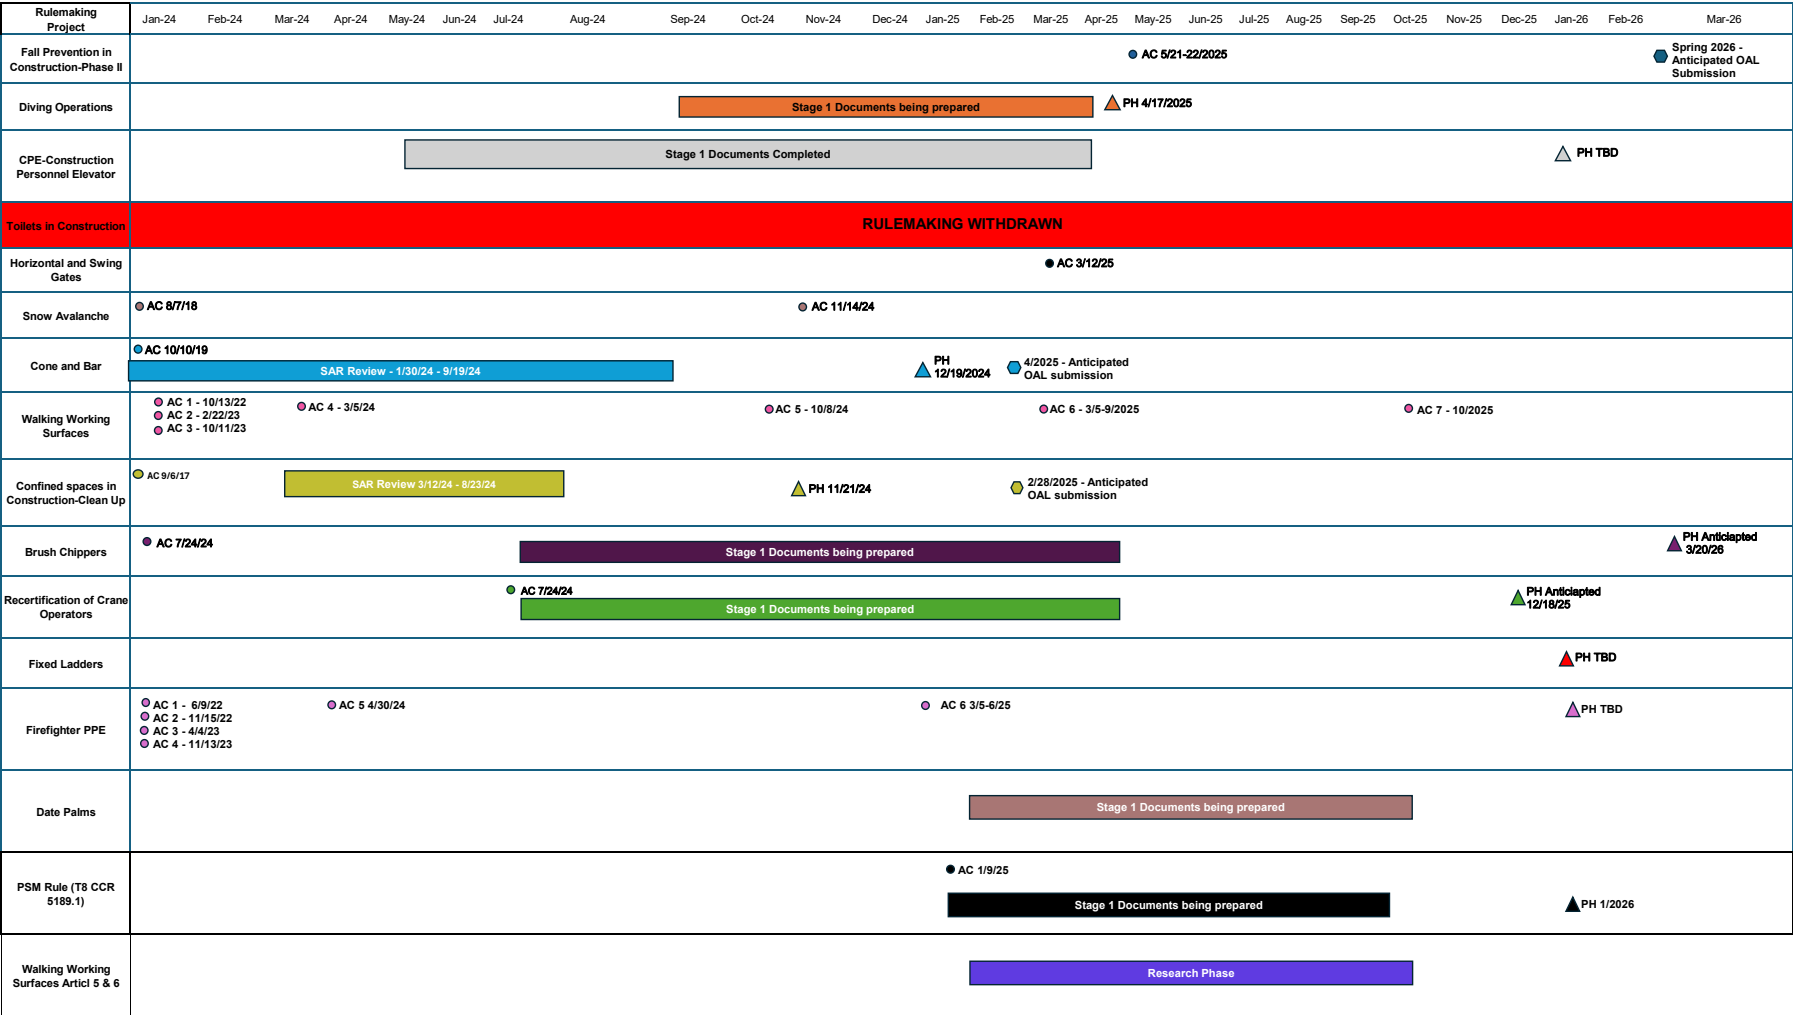 Rulemaking
Project
Jan-24 Feb-24 Mar-24 Apr-24 May-24 Jun-24 Jul-24 Aug-24 Sep-24 Oct-24 Nov-24 Dec-24 Jan-25 Feb-25 Mar-25 Apr-25 May-25 Jun-25 Jul-25 Aug-25 Sep-25 Oct-25 Nov-25 Dec-25 Jan-26 Feb-26 Mar-26
Fall Prevention in
Construction-Phase II
AC 5/21-22/2025
Spring 2026 -
Anticipated OAL
Submission
Diving Operations
Stage 1 Documents being prepared
PH 4/17/2025
CPE-Construction
Personnel Elevator
Stage 1 Documents Completed
PH TBD
Toilets in Construction
RULEMAKING WITHDRAWN
Horizontal and Swing
Gates
AC 3/12/25
Snow Avalanche
AC 8/7/18
AC 11/14/24
Cone and Bar
AC 10/10/19
SAR Review - 1/30/24 - 9/19/24
PH
12/19/2024
4/2025 - Anticipated
OAL submission
Walking Working
Surfaces
AC 1 - 10/13/22
AC 2 - 2/22/23
AC 3 - 10/11/23
AC 4 - 3/5/24
AC 5 - 10/8/24
AC 6 - 3/5-9/2025
AC 7 - 10/2025
Confined spaces in
Construction-Clean Up
AC 9/6/17
SAR Review 3/12/24 - 8/23/24
PH 11/21/24
2/28/2025 - Anticipated
OAL submission
Brush Chippers
AC 7/24/24
Stage 1 Documents being prepared
PH Anticiapted
3/20/26
Recertification of Crane
Operators
AC 7/24/24
Stage 1 Documents being prepared
PH Anticiapted
12/18/25
Fixed Ladders
PH TBD
Firefighter PPE
AC 1 - 6/9/22
AC 2 - 11/15/22
AC 3 - 4/4/23
AC 4 - 11/13/23
AC 5 4/30/24
AC 6 3/5-6/25
PH TBD
Date Palms
Stage 1 Documents being prepared
PSM Rule (T8 CCR
5189.1)
AC 1/9/25
Stage 1 Documents being prepared
PH 1/2026
Walking Working
Surfaces Articl 5 & 6
Research Phase